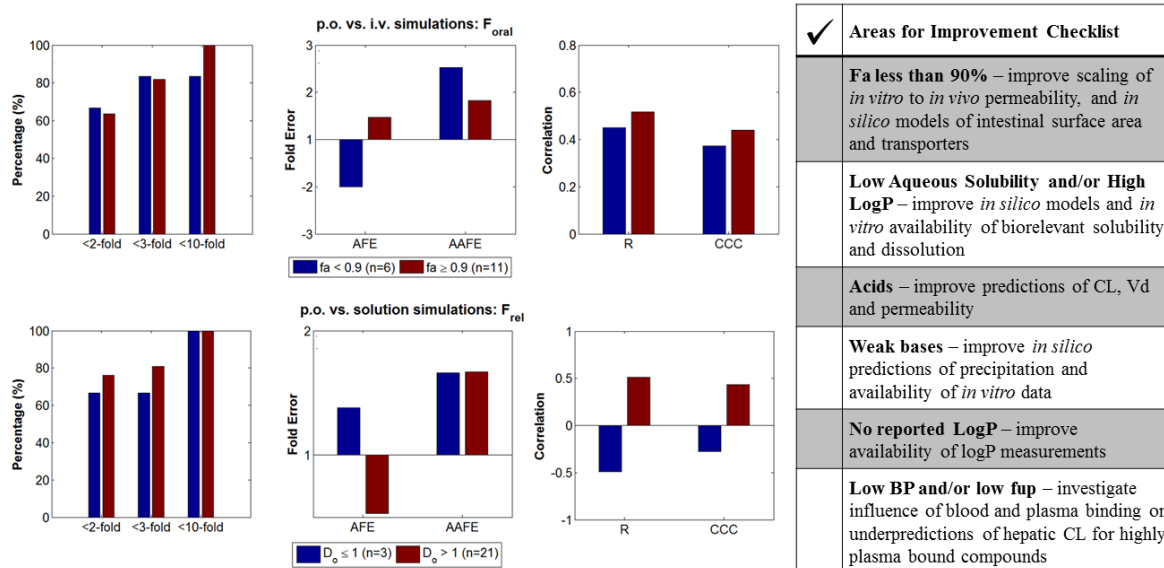 p.o. vs. i.v. simulations: F_oral
100
80
60
40
20
0
Percentage (%)
<2-fold <3-fold <10-fold
3
2
1
-2
-3
Fold Error
AFE AAFE
fa < 0.9 (n=6) fa ≥ 0.9 (n=11)
0.8
0.6
0.4
0.2
0
Correlation
R CCC
p.o. vs. solution simulations: F_rel
100
80
60
40
20
0
Percentage (%)
<2-fold <3-fold <10-fold
2
1
Fold Error
AFE AAFE
D_o ≤ 1 (n=3) D_o > 1 (n=21)
1
0.5
0
-0.5
-1
Correlation
R CCC
✓ Areas for Improvement Checklist
Fa less than 90% – improve scaling of
in vitro to in vivo permeability, and in
silico models of intestinal surface area
and transporters
Low Aqueous Solubility and/or High
LogP – improve in silico models and in
vitro availability of biorelevant solubility
and dissolution
Acids – improve predictions of CL, Vd
and permeability
Weak bases – improve in silico
predictions of precipitation and
availability of in vitro data
No reported LogP – improve
availability of logP measurements
Low BP and/or low fup – investigate
influence of blood and plasma binding on
underpredictions of hepatic CL for highly
plasma bound compounds